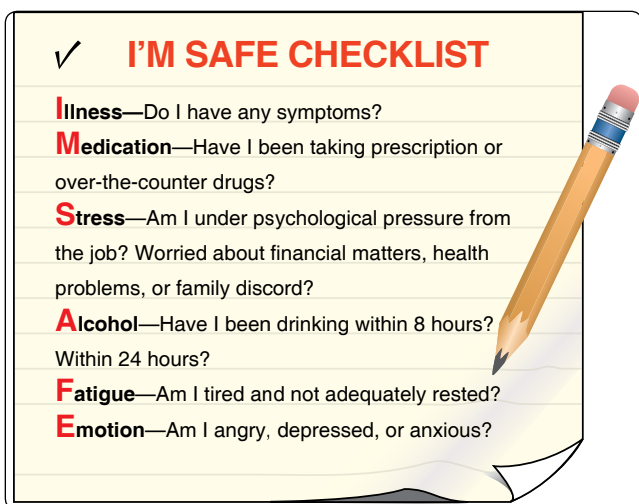 ✓ I'M SAFE CHECKLIST
Illness—Do I have any symptoms?
Medication—Have I been taking prescription or
over-the-counter drugs?
Stress—Am I under psychological pressure from
the job? Worried about financial matters, health
problems, or family discord?
Alcohol—Have I been drinking within 8 hours?
Within 24 hours?
Fatigue—Am I tired and not adequately rested?
Emotion—Am I angry, depressed, or anxious?